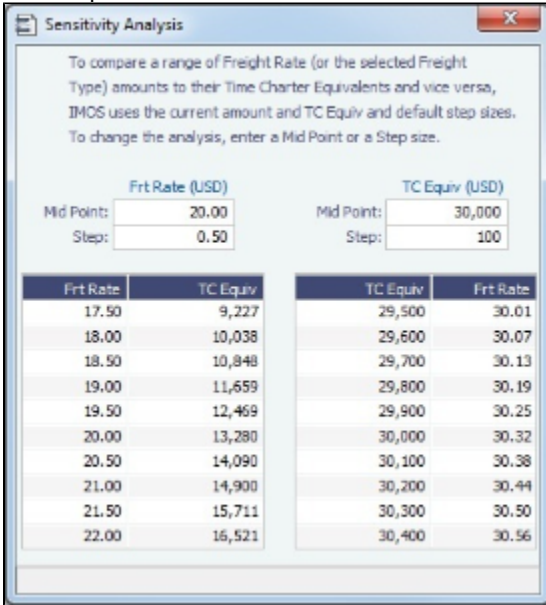 Sensitivity Analysis
To compare a range of Freight Rate (or the selected Freight
Type) amounts to their Time Charter Equivalents and vice versa,
IMOS uses the current amount and TC Equiv and default step sizes.
To change the analysis, enter a Mid Point or a Step size.
Frt Rate (USD) TC Equiv (USD)
Mid Point: 20.00 Mid Point: 30,000
Step: 0.50 Step: 100
Frt Rate TC Equiv TC Equiv Frt Rate
17.50 9,227 29,500 30.01
18.00 10,038 29,600 30.07
18.50 10,848 29,700 30.13
19.00 11,659 29,800 30.19
19.50 12,469 29,900 30.25
20.00 13,280 30,000 30.32
20.50 14,090 30,100 30.38
21.00 14,900 30,200 30.44
21.50 15,711 30,300 30.50
22.00 16,521 30,400 30.56